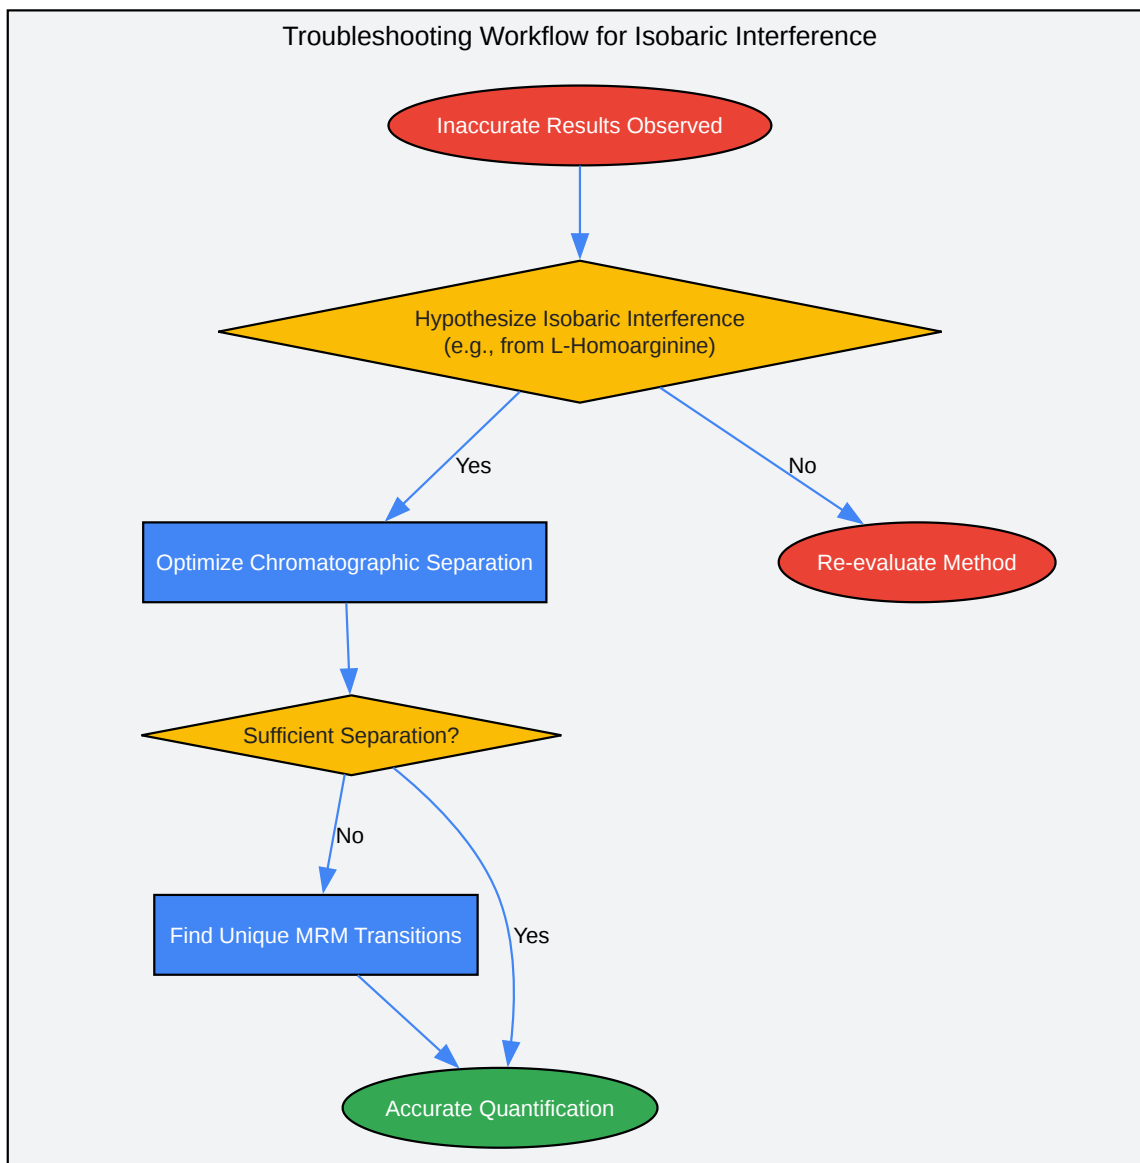 Troubleshooting Workflow for Isobaric Interference
Inaccurate Results Observed
Hypothesize Isobaric Interference
(e.g., from L-Homoarginine)
Yes
No
Optimize Chromatographic Separation
Re-evaluate Method
Sufficient Separation?
No
Find Unique MRM Transitions
Yes
Accurate Quantification